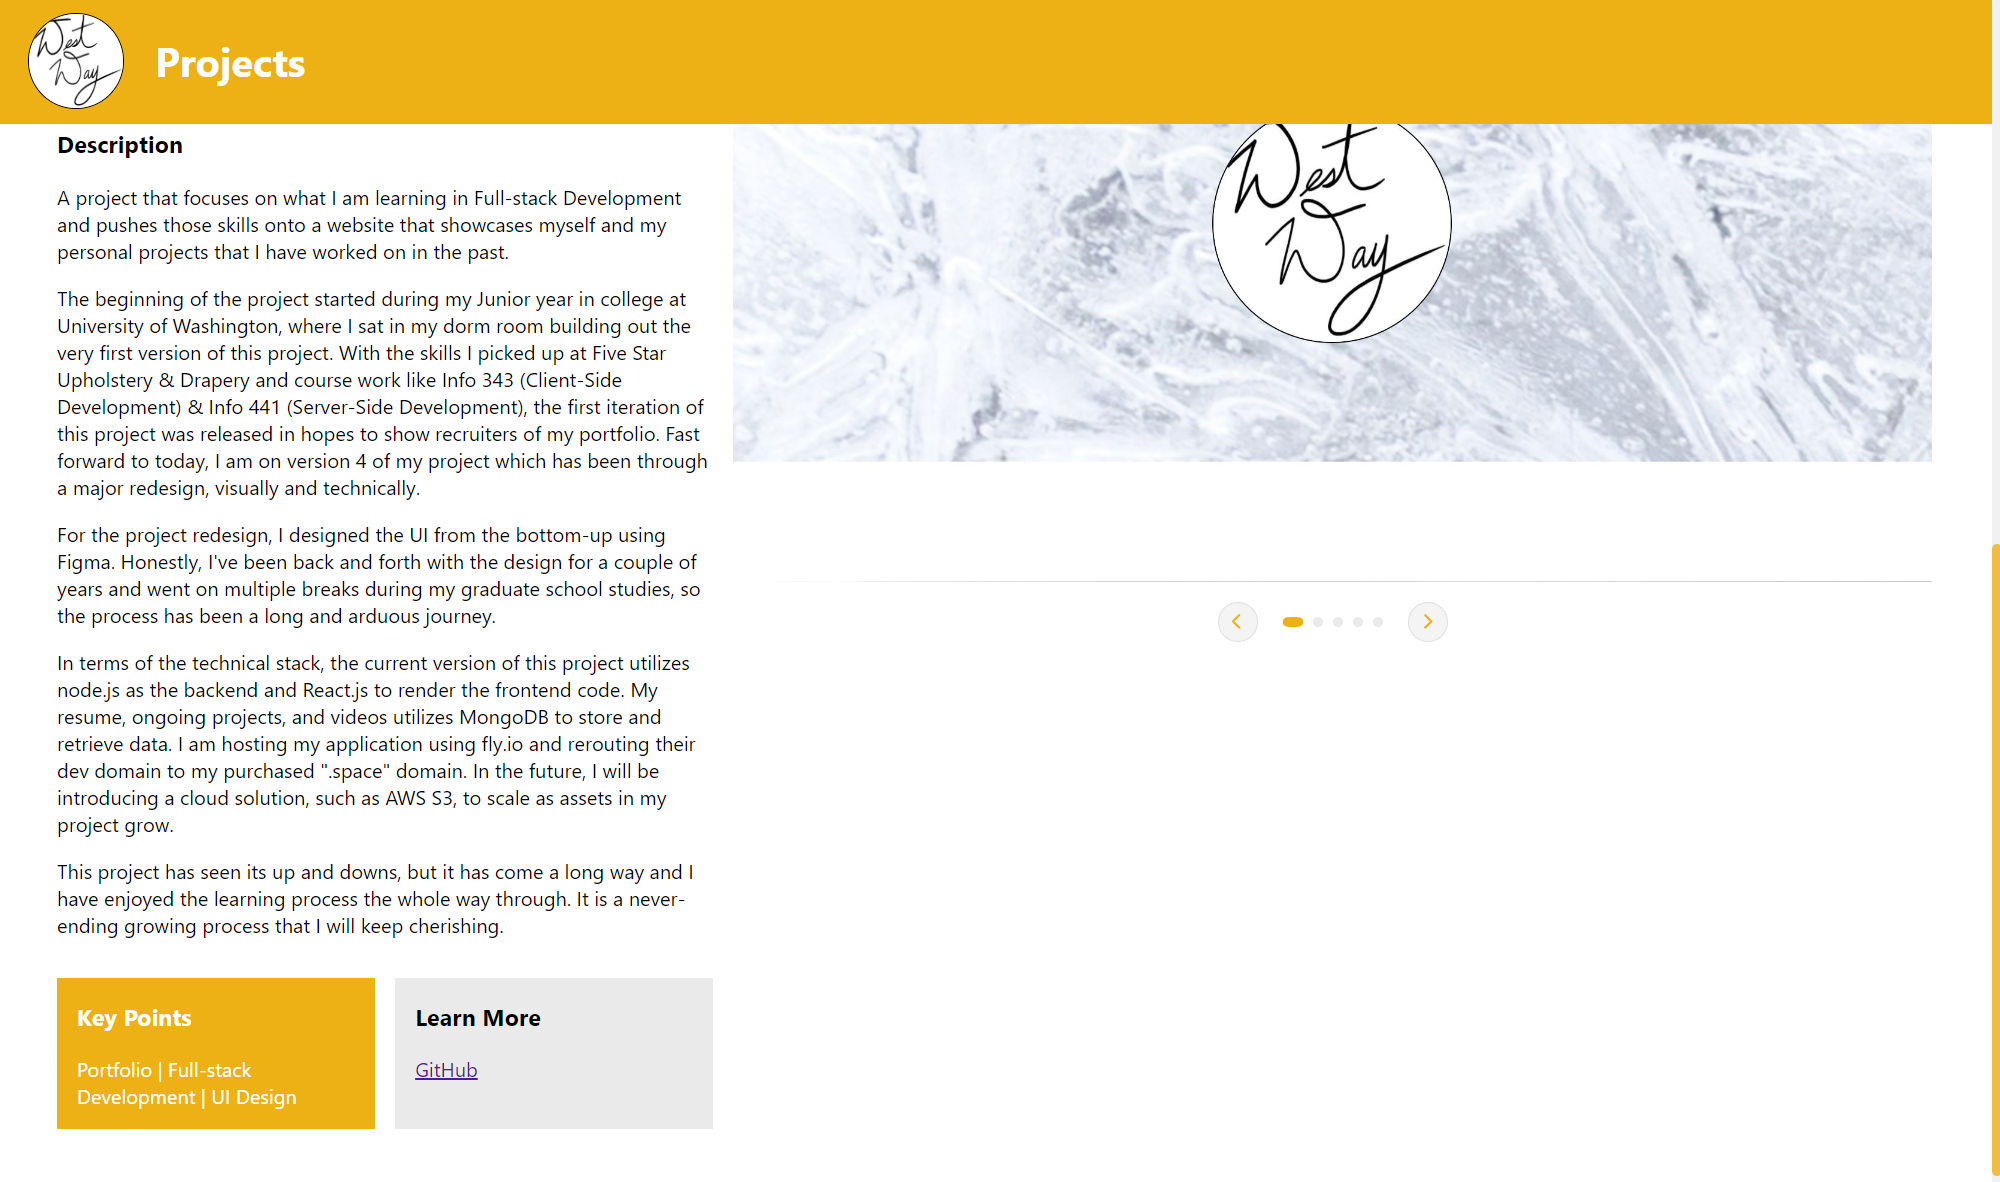 West
Way
Projects
Description
A project that focuses on what I am learning in Full-stack Development
and pushes those skills onto a website that showcases myself and my
personal projects that I have worked on in the past.
The beginning of the project started during my Junior year in college at
University of Washington, where I sat in my dorm room building out the
very first version of this project. With the skills I picked up at Five Star
Upholstery & Drapery and course work like Info 343 (Client-Side
Development) & Info 441 (Server-Side Development), the first iteration of
this project was released in hopes to show recruiters of my portfolio. Fast
forward to today, I am on version 4 of my project which has been through
a major redesign, visually and technically.
For the project redesign, I designed the UI from the bottom-up using
Figma. Honestly, I've been back and forth with the design for a couple of
years and went on multiple breaks during my graduate school studies, so
the process has been a long and arduous journey.
In terms of the technical stack, the current version of this project utilizes
node.js as the backend and React.js to render the frontend code. My
resume, ongoing projects, and videos utilizes MongoDB to store and
retrieve data. I am hosting my application using fly.io and rerouting their
dev domain to my purchased ".space" domain. In the future, I will be
introducing a cloud solution, such as AWS S3, to scale as assets in my
project grow.
This project has seen its up and downs, but it has come a long way and I
have enjoyed the learning process the whole way through. It is a never-
ending growing process that I will keep cherishing.
Key Points
Portfolio | Full-stack
Development | UI Design
Learn More
GitHub
West
Way